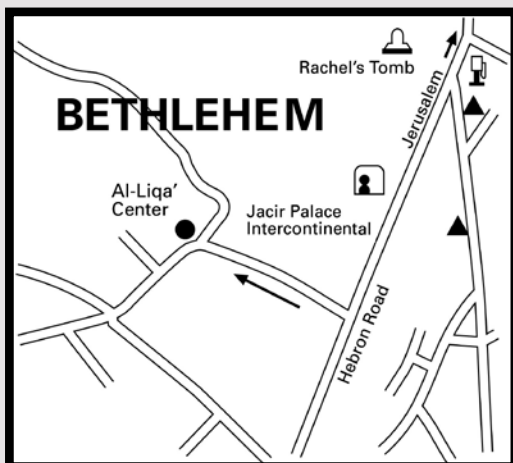 Rachel's Tomb
Jerusalem
BETHLEHEM
Al-Liqa'
Center
Jacir Palace
Intercontinental
Hebron Road